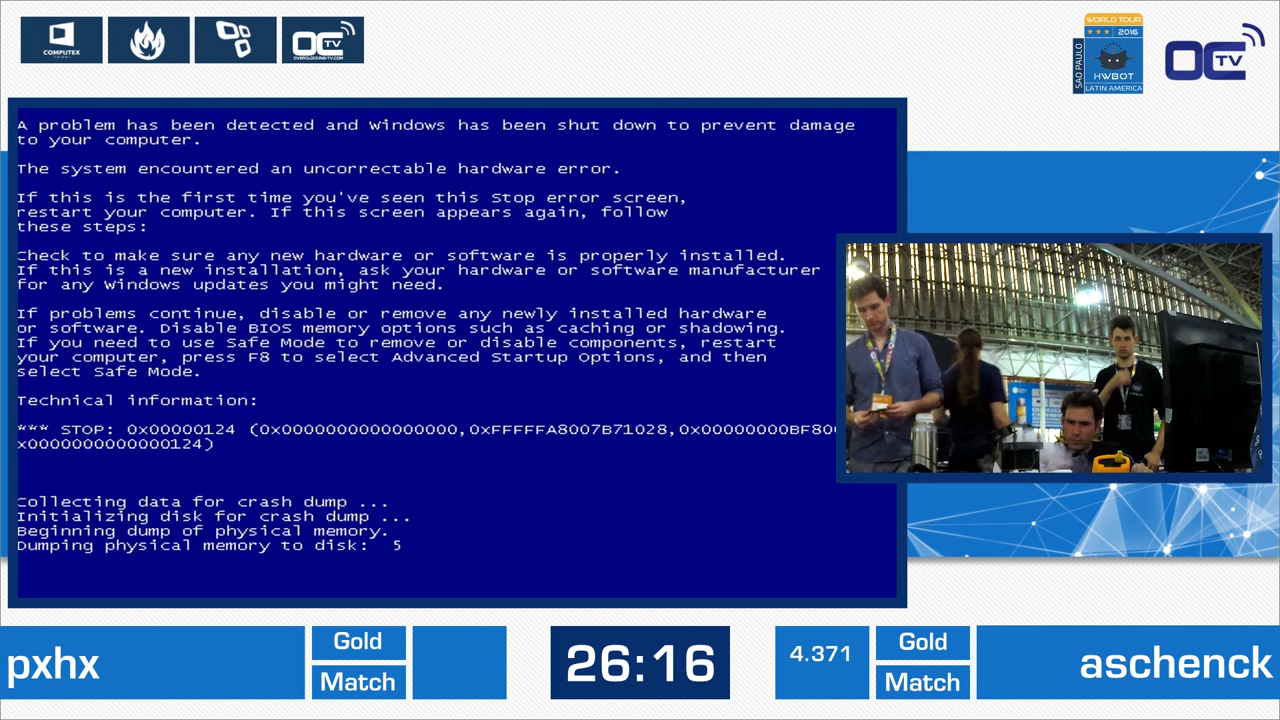 COMPUTEX
TAIPEI
OC
TV
OVERCLOCKING-TV.COM
WORLD TOUR
2016
SAO PAULO
HWBOT
LATIN AMERICA
OC
TV
A problem has been detected and Windows has been shut down to prevent damage
to your computer.
The system encountered an uncorrectable hardware error.
If this is the first time you've seen this Stop error screen,
restart your computer. If this screen appears again, follow
these steps:
Check to make sure any new hardware or software is properly installed.
If this is a new installation, ask your hardware or software manufacturer
for any Windows updates you might need.
If problems continue, disable or remove any newly installed hardware
or software. Disable BIOS memory options such as caching or shadowing.
If you need to use Safe Mode to remove or disable components, restart
your computer, press F8 to select Advanced Startup Options, and then
select Safe Mode.
Technical information:
*** STOP: 0x00000124 (0x0000000000000000,0xFFFFFA8007B71028,0x00000000BF80
x0000000000000124)
Collecting data for crash dump ...
Initializing disk for crash dump ...
Beginning dump of physical memory.
Dumping physical memory to disk: 5
pxhx
Gold
Match
26:16
4.371
Gold
Match
aschenck